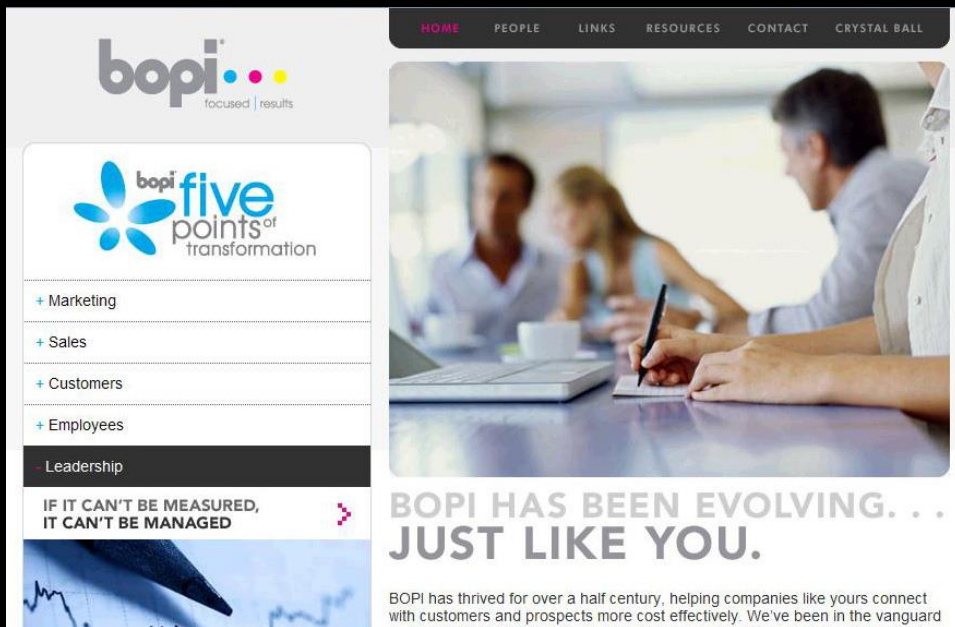 bopi®
focused | results
HOME PEOPLE LINKS RESOURCES CONTACT CRYSTAL BALL
bopi five
points of
transformation
+ Marketing
+ Sales
+ Customers
+ Employees
- Leadership
IF IT CAN'T BE MEASURED,
IT CAN'T BE MANAGED
BOPI HAS BEEN EVOLVING. . .
JUST LIKE YOU.
BOPI has thrived for over a half century, helping companies like yours connect
with customers and prospects more cost effectively. We've been in the vanguard